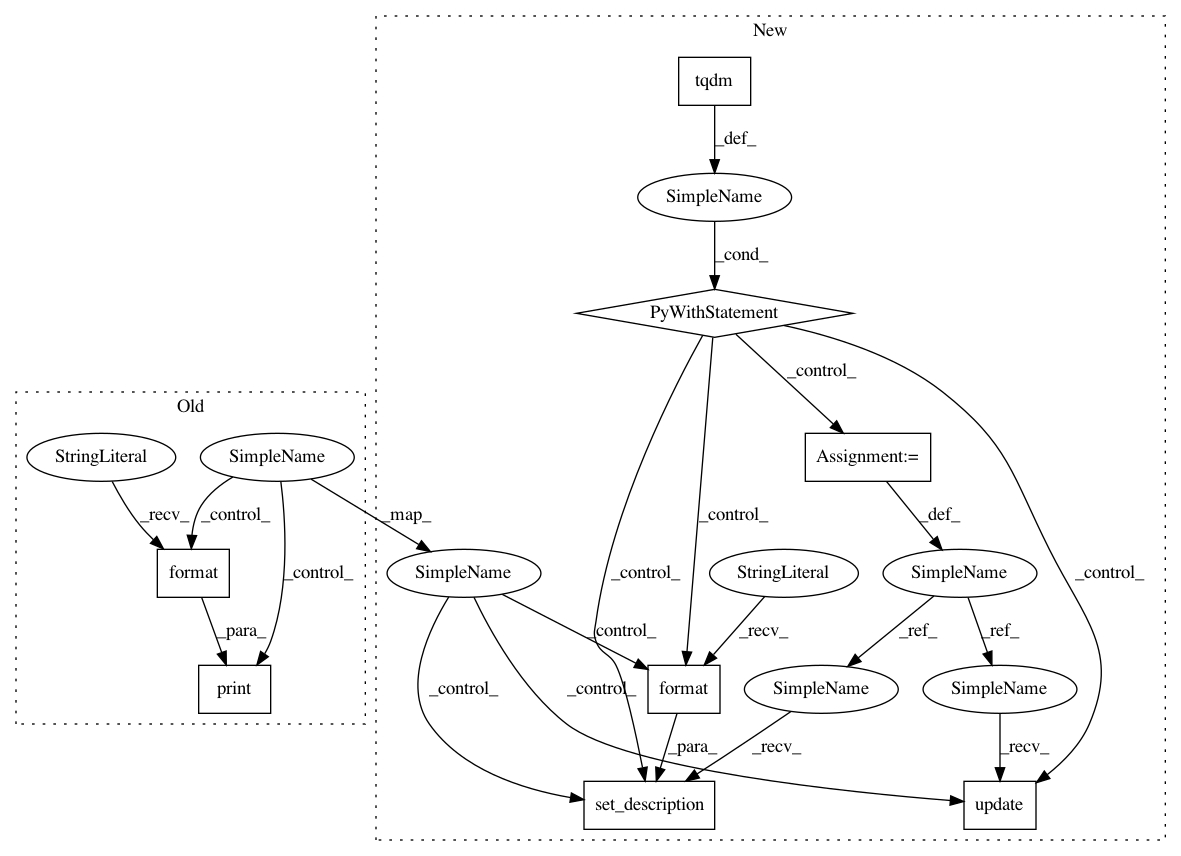 New
tqdm
_def_
SimpleName
_cond_
PyWithStatement
_control_
Old
StringLiteral
SimpleName
Assignment:=
_recv_
_control_
_map_
_control_
_def_
_control_
format
_control_
SimpleName
_control_
StringLiteral
SimpleName
_para_
_control_
_recv_
_ref_
_ref_
print
_control_
_control_
format
SimpleName
SimpleName
_para_
_recv_
_recv_
set_description
update